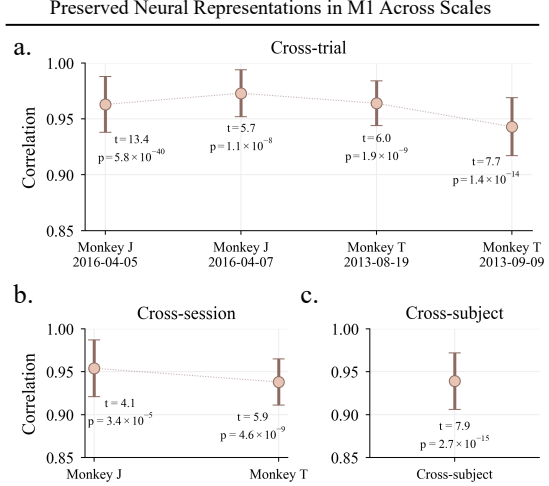 Preserved Neural Representations in M1 Across Scales
a.
Cross-trial
Correlation
1.00
0.95
0.90
0.85
t=13.4
p=5.8×10⁻⁴⁰
t=5.7
p=1.1×10⁻⁸
t=6.0
p=1.9×10⁻⁹
t=7.7
p=1.4×10⁻¹⁴
Monkey J
2016-04-05
Monkey J
2016-04-07
Monkey T
2013-08-19
Monkey T
2013-09-09
b.
Cross-session
Correlation
1.00
0.95
0.90
0.85
t=4.1
p=3.4×10⁻⁵
t=5.9
p=4.6×10⁻⁹
Monkey J
Monkey T
c.
Cross-subject
1.00
0.95
0.90
0.85
t=7.9
p=2.7×10⁻¹⁵
Cross-subject